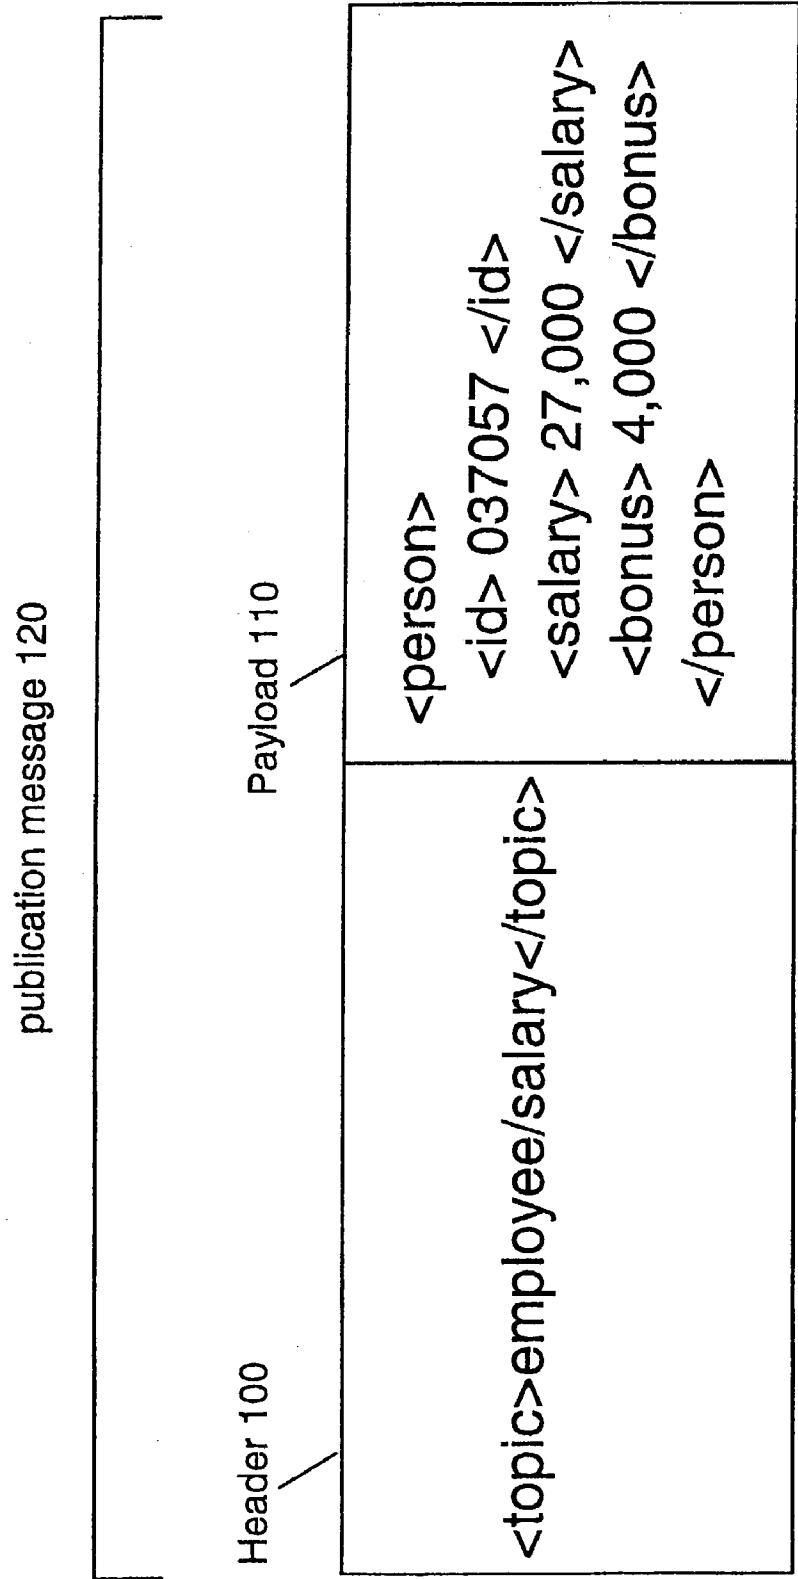 publication message 120
Header 100
Payload 110
<topic>employee/salary</topic>
<person>
<id> 037057 </id>
<salary> 27,000 </salary>
<bonus> 4,000 </bonus>
</person>